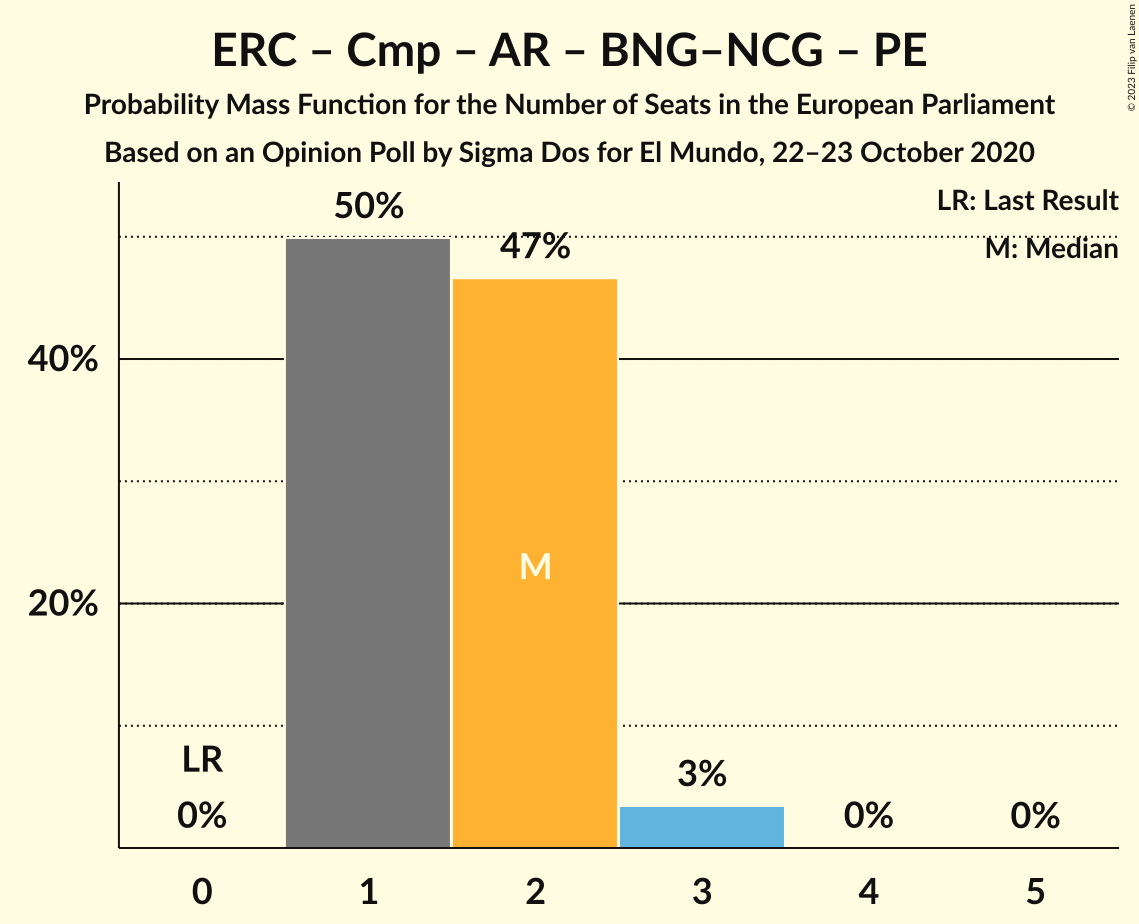 ERC – Cmp – AR – BNG–NCG – PE
Probability Mass Function for the Number of Seats in the European Parliament
Based on an Opinion Poll by Sigma Dos for El Mundo, 22–23 October 2020
© 2023 Filip van Laenen
LR: Last Result
M: Median
50%
47%
40%
M
20%
LR
0%
3%
0%
0%
0
1
2
3
4
5